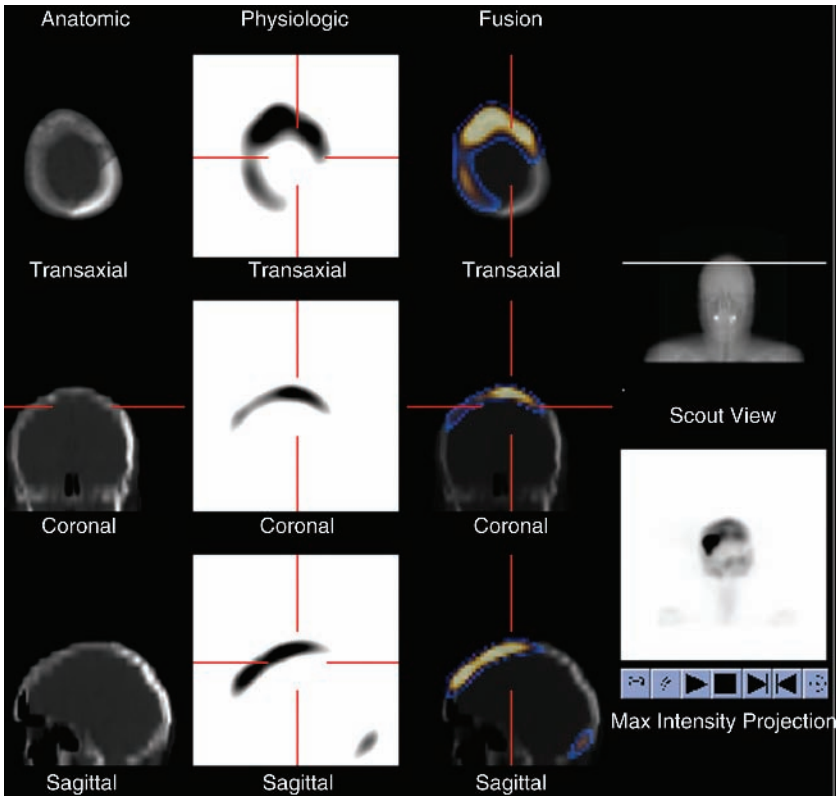 Anatomic Physiologic Fusion
Transaxial Transaxial Transaxial
Scout View
Coronal Coronal Coronal
Max Intensity Projection
Sagittal Sagittal Sagittal